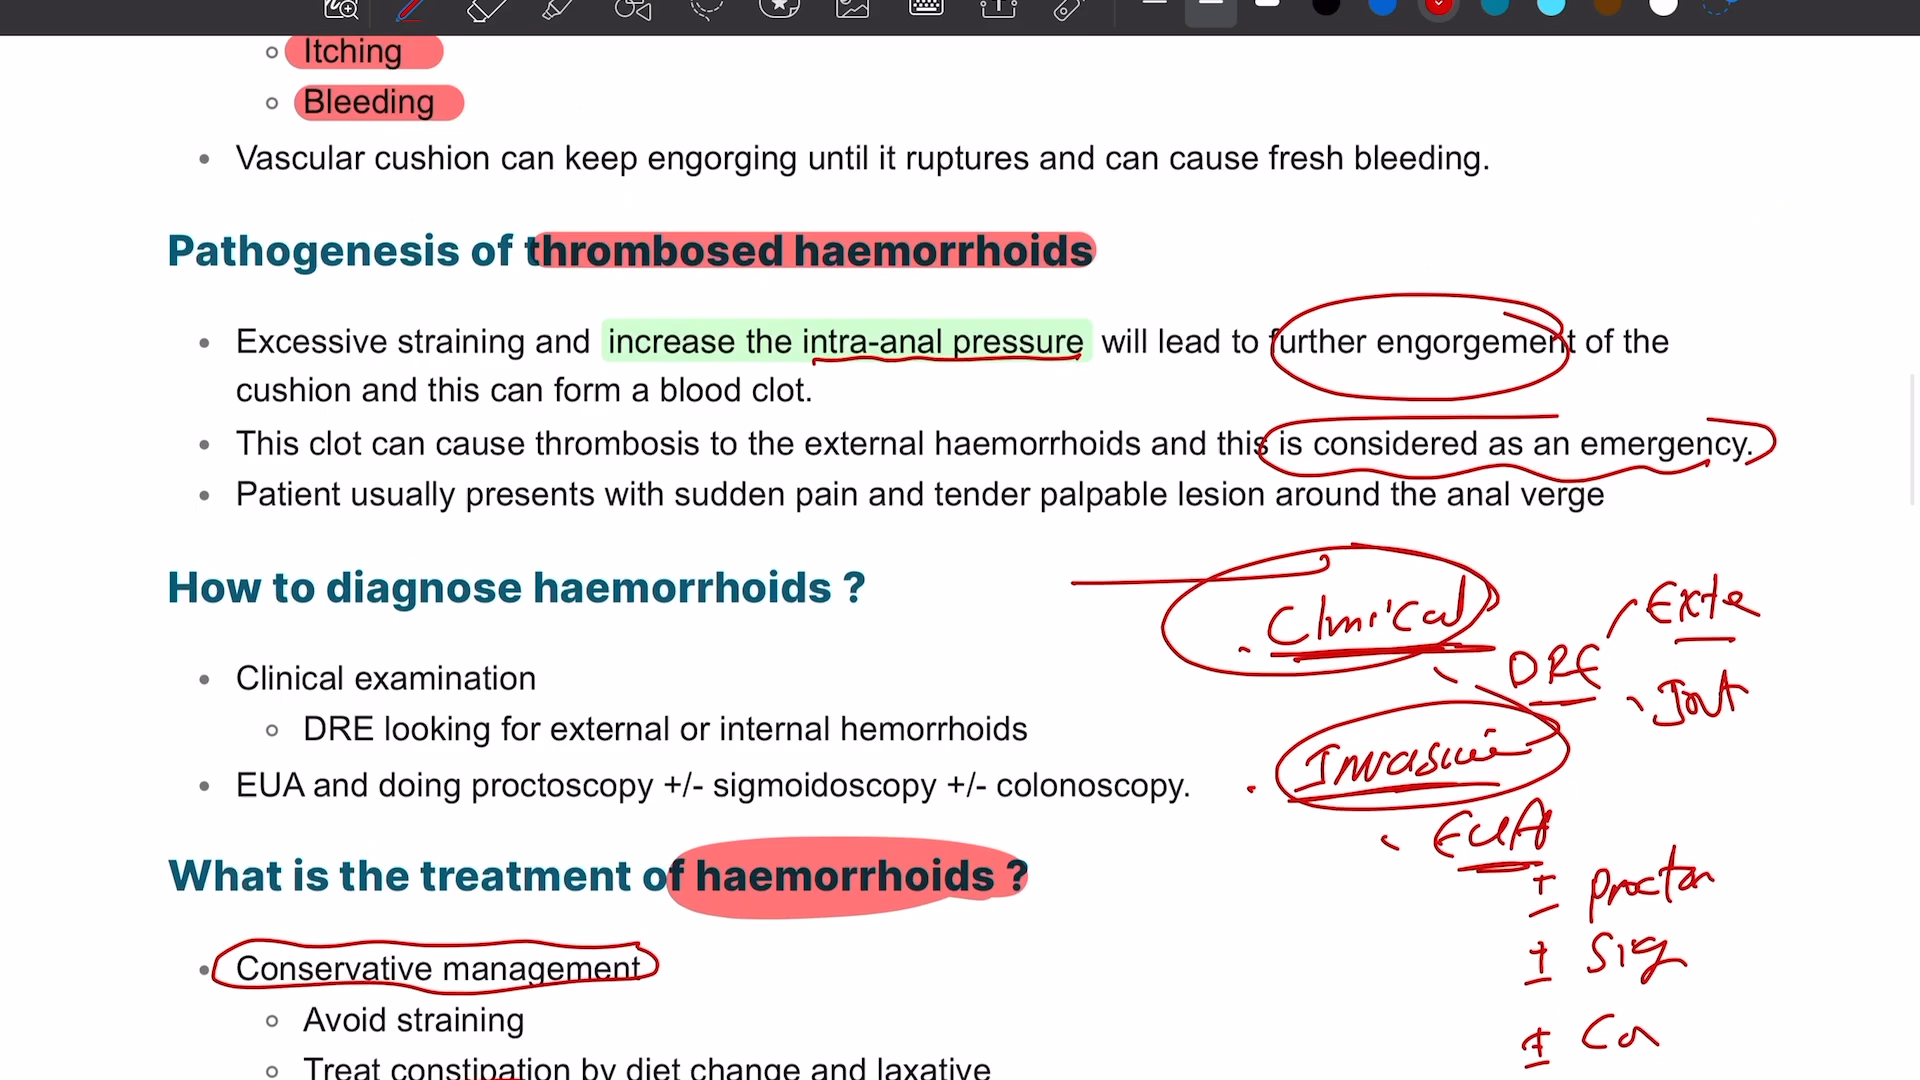 Itching
Bleeding
Vascular cushion can keep engorging until it ruptures and can cause fresh bleeding.
Pathogenesis of thrombosed haemorrhoids
Excessive straining and increase the intra-anal pressure will lead to further engorgement of the
cushion and this can form a blood clot.
This clot can cause thrombosis to the external haemorrhoids and this is considered as an emergency.
Patient usually presents with sudden pain and tender palpable lesion around the anal verge
How to diagnose haemorrhoids ?
Clinical
Exte
DRE
Clinical examination
Int
DRE looking for external or internal hemorrhoids
EUA and doing proctoscopy +/- sigmoidoscopy +/- colonoscopy.
EUA
What is the treatment of haemorrhoids ?
± Sig
Conservative management
Avoid straining
± Co
Treat constipation by diet change and laxative